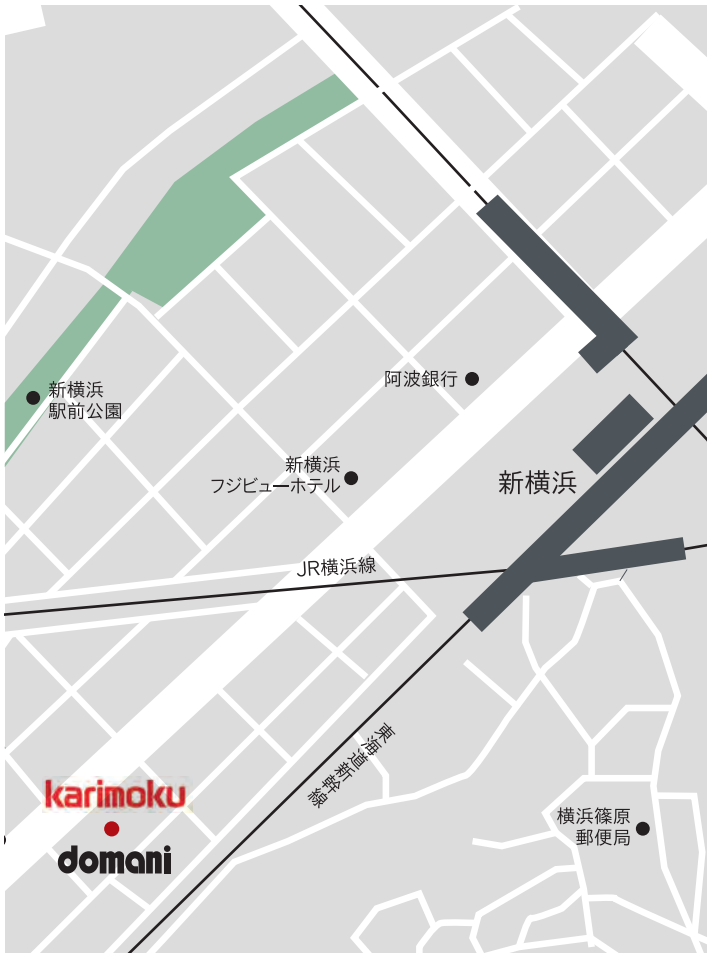 新横浜
駅前公園
阿波銀行
新横浜
フジビューホテル
新横浜
JR横浜線
東海道新幹線
karimoku
domani
横浜篠原
郵便局